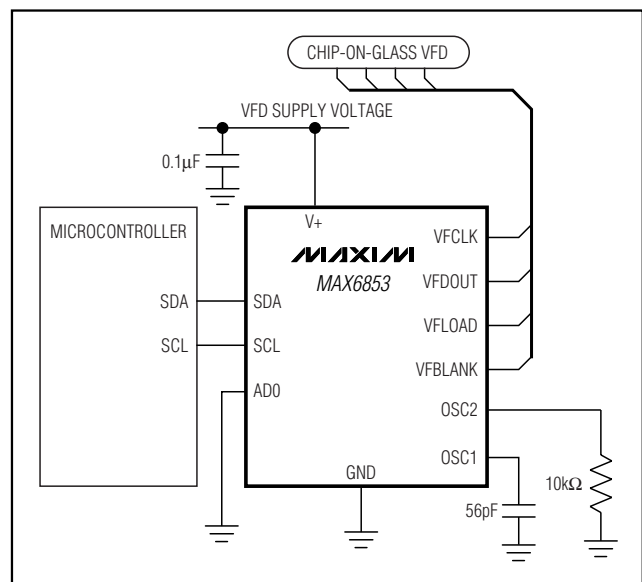 CHIP-ON-GLASS VFD
VFD SUPPLY VOLTAGE
0.1μF
MICROCONTROLLER
V+
MAXIM
MAX6853
VFCLK
VFDOUT
VFLOAD
VFBLANK
SDA
SDA
SCL
SCL
AD0
OSC2
OSC1
GND
56pF
10kΩ